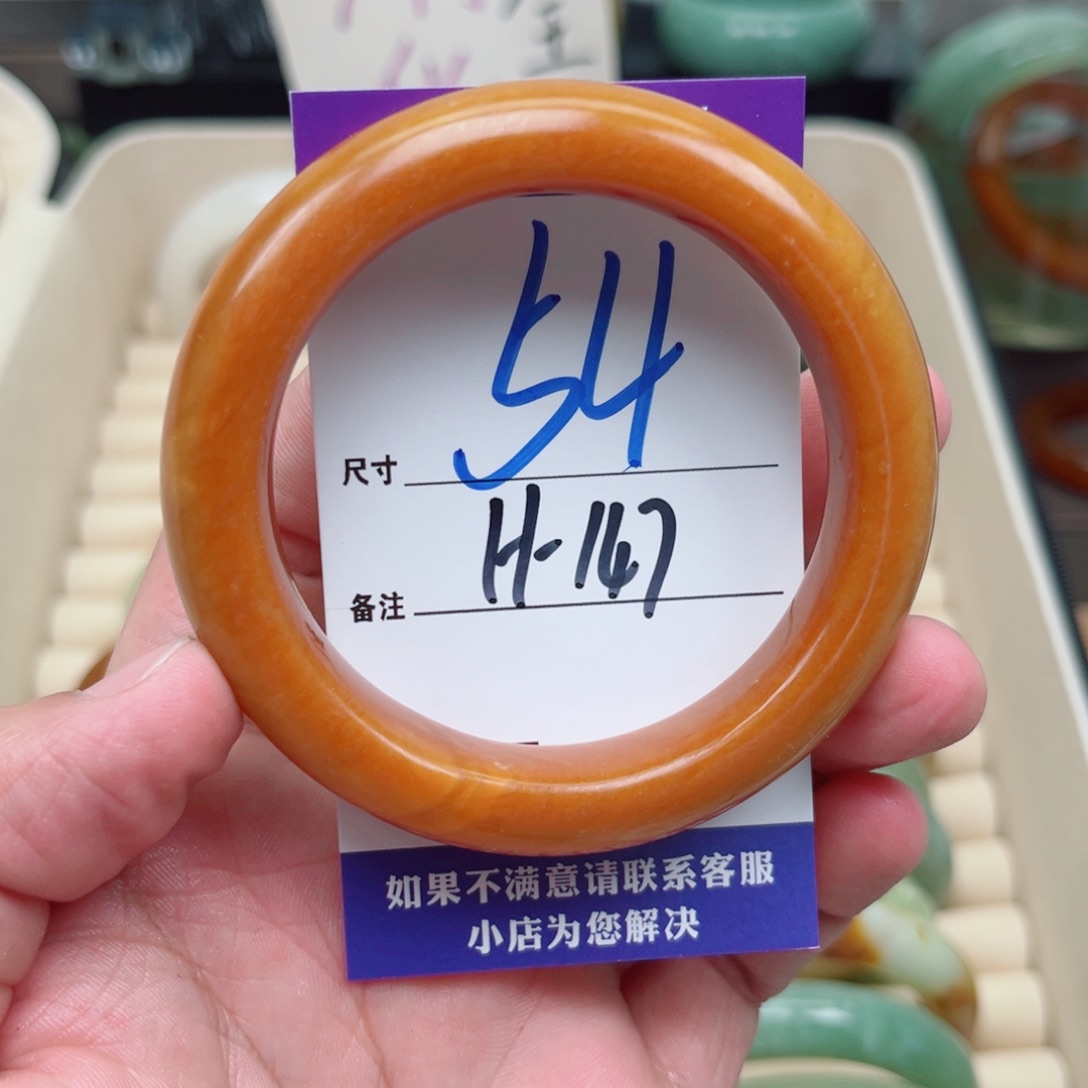 54
尺寸
H-147
备注
如果不满意请联系客服
小店为您解决